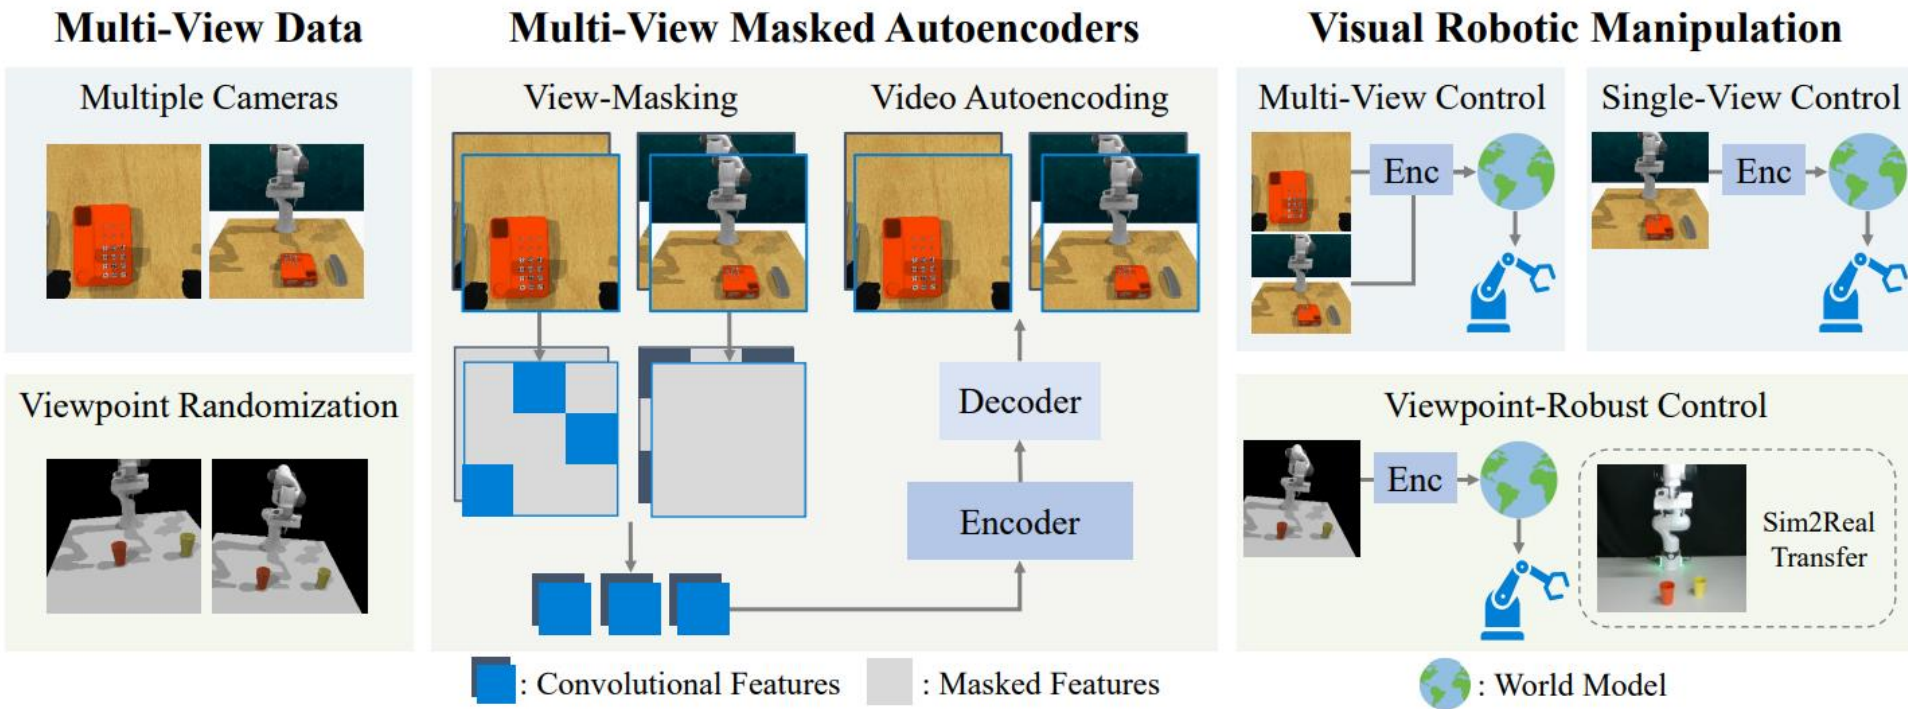 Multi-View Data
Multiple Cameras
Viewpoint Randomization
Multi-View Masked Autoencoders
View-Masking
Video Autoencoding
Decoder
Encoder
Visual Robotic Manipulation
Multi-View Control
Enc
Single-View Control
Enc
Viewpoint-Robust Control
Enc
Sim2Real
Transfer
: Convolutional Features
: Masked Features
: World Model